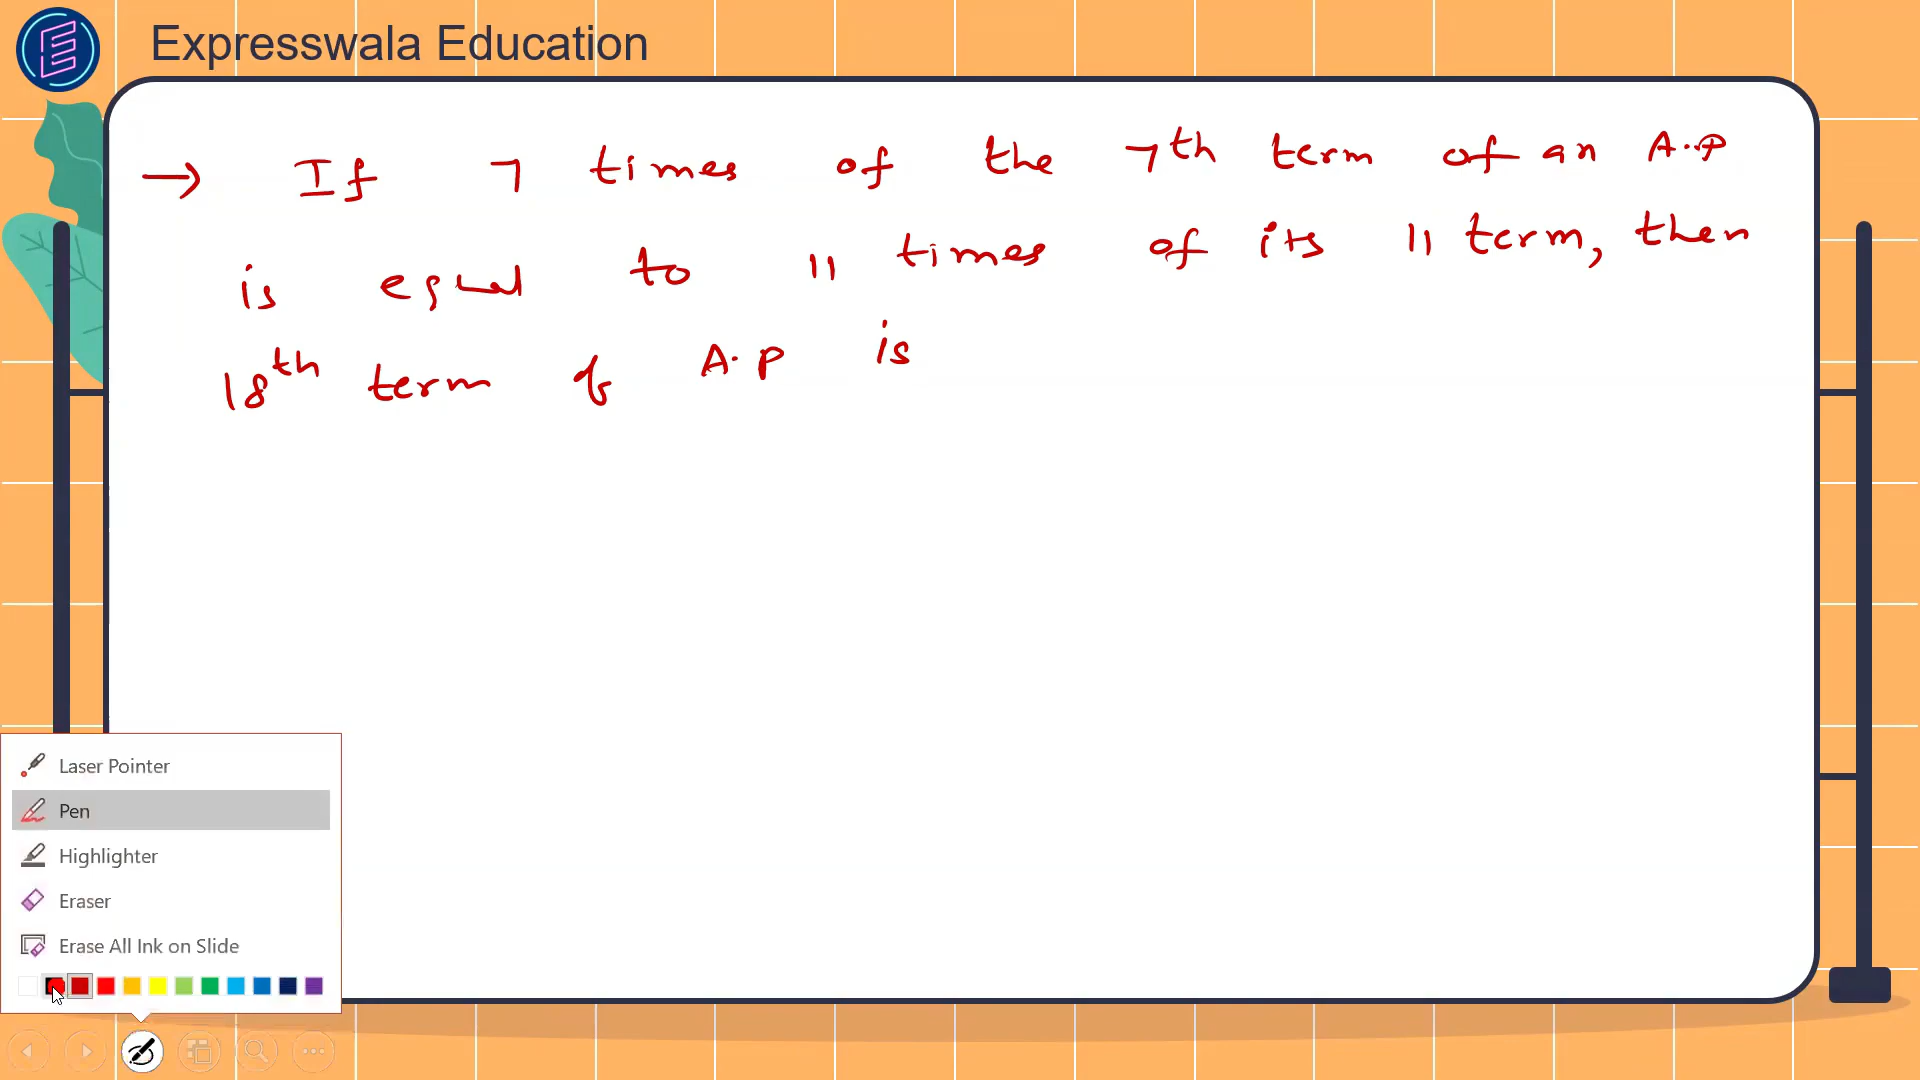 Expresswala Education
→ If 7 times of the 7th term of an A.P
is equal to 11 times of its 11 term, then
18th term of A.P is
Laser Pointer
Pen
Highlighter
Eraser
Erase All Ink on Slide